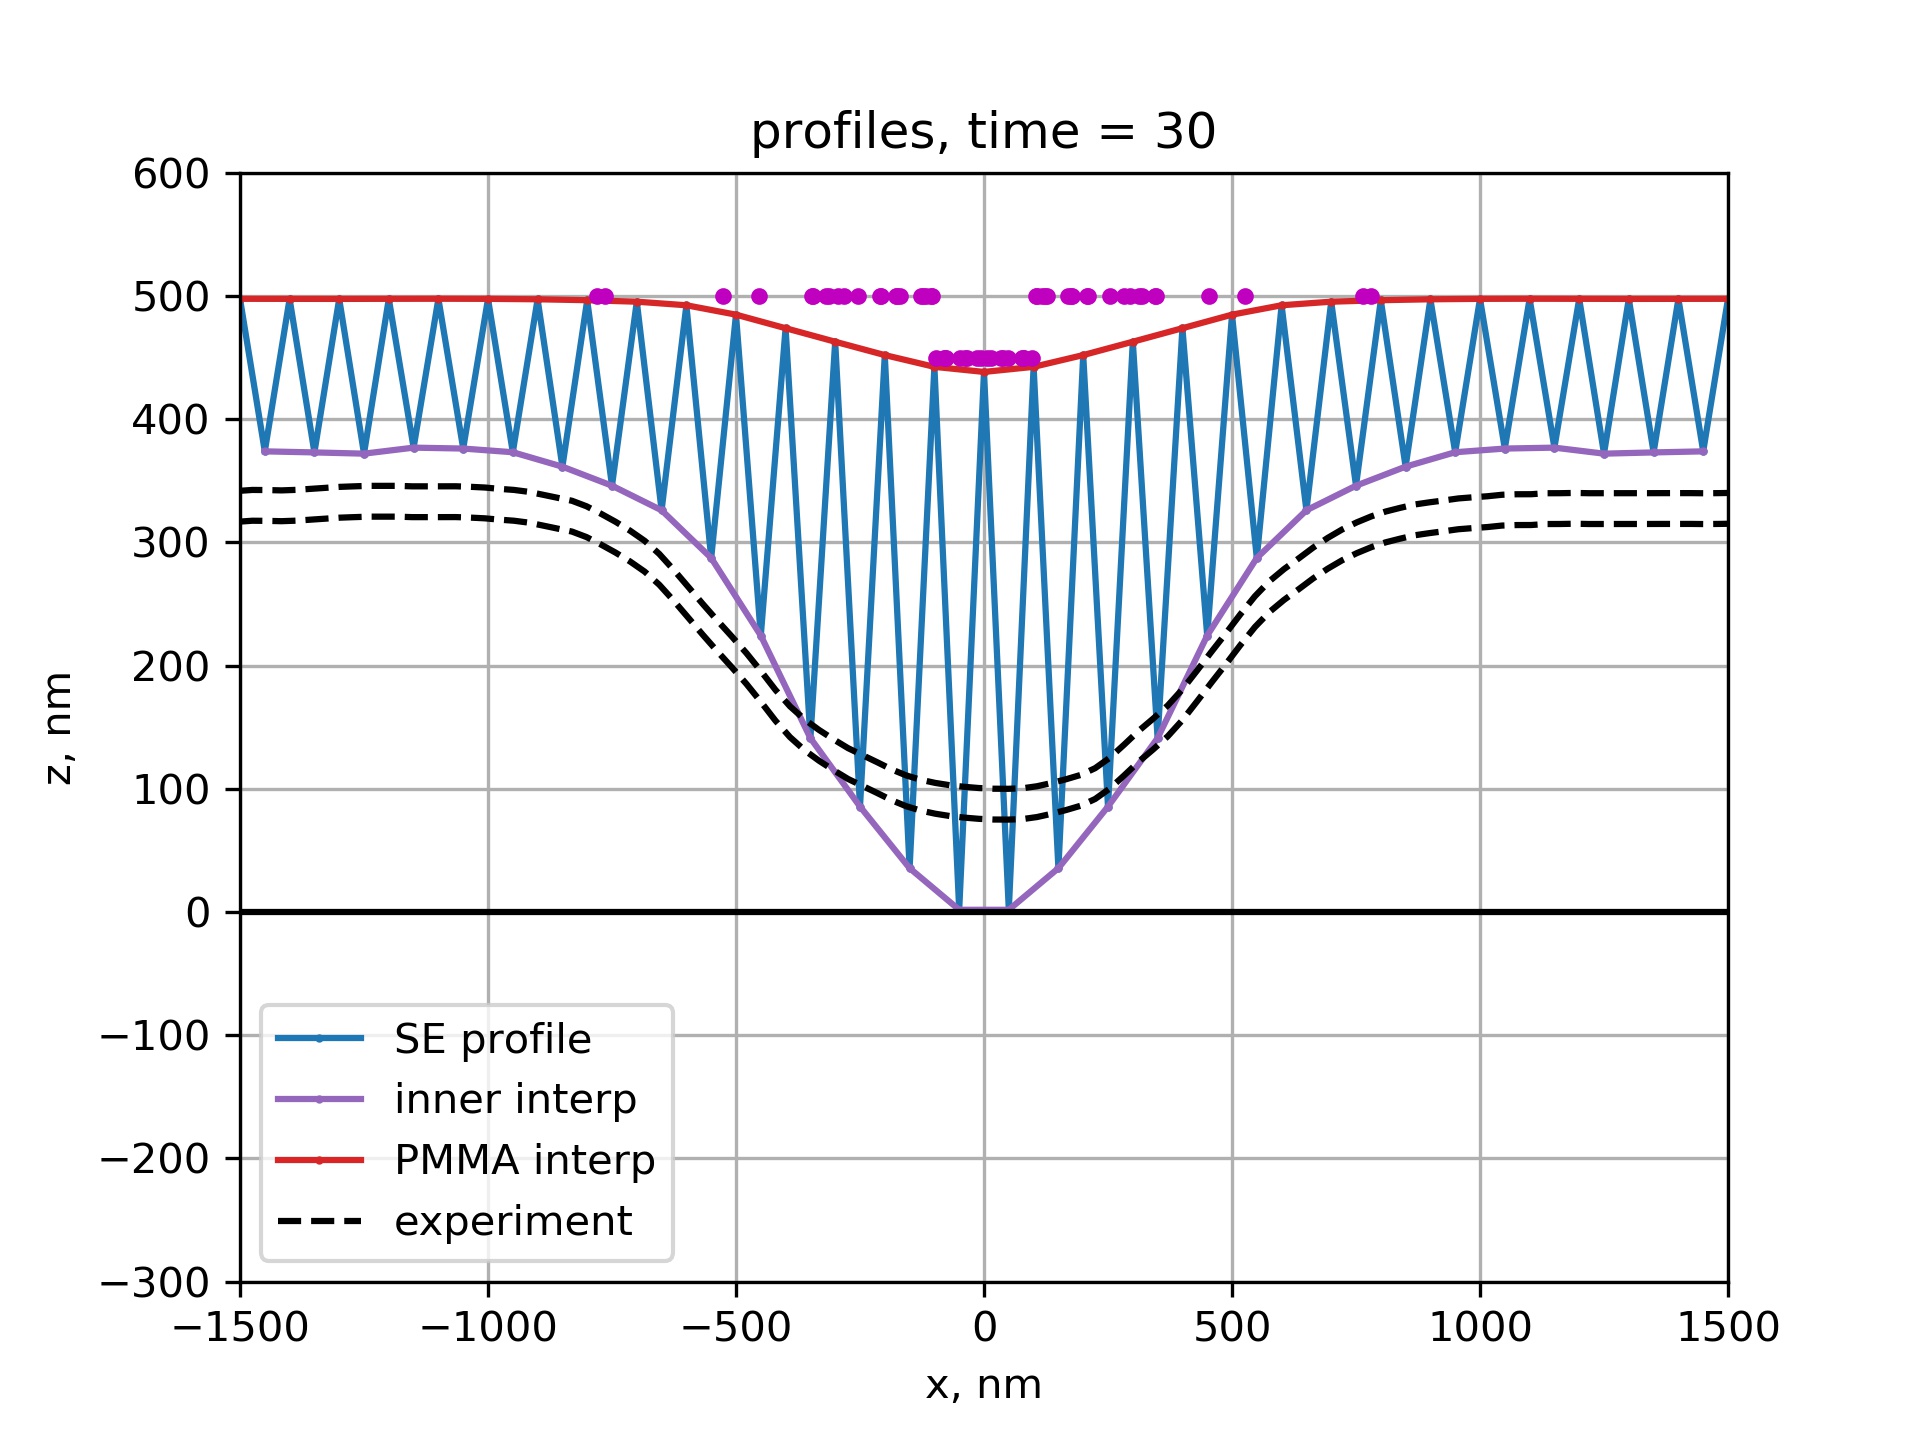 profiles, time = 30
600
500
400
300
200
100
0
−100
−200
−300
z, nm
SE profile
inner interp
PMMA interp
experiment
−1500 −1000 −500 0 500 1000 1500
x, nm